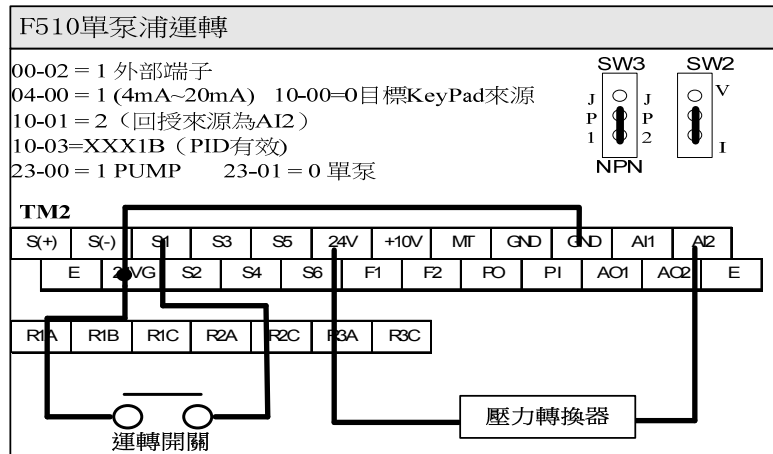 F510單泵浦運轉
00-02 = 1 外部端子
04-00 = 1 (4mA~20mA) 10-00=0目標KeyPad來源
10-01 = 2（回授來源為AI2）
10-03=XXX1B（PID有效)
23-00 = 1 PUMP 23-01 = 0 單泵
SW3 SW2
J J V
P P
1 2 I
NPN
TM2
S(+) S(-) S1 S3 S5 24V +10V MT GND GND AI1 AI2
E 24VG S2 S4 S6 F1 F2 PO PI AO1 AO2 E
R1A R1B R1C R2A R2C R3A R3C
壓力轉換器
運轉開關